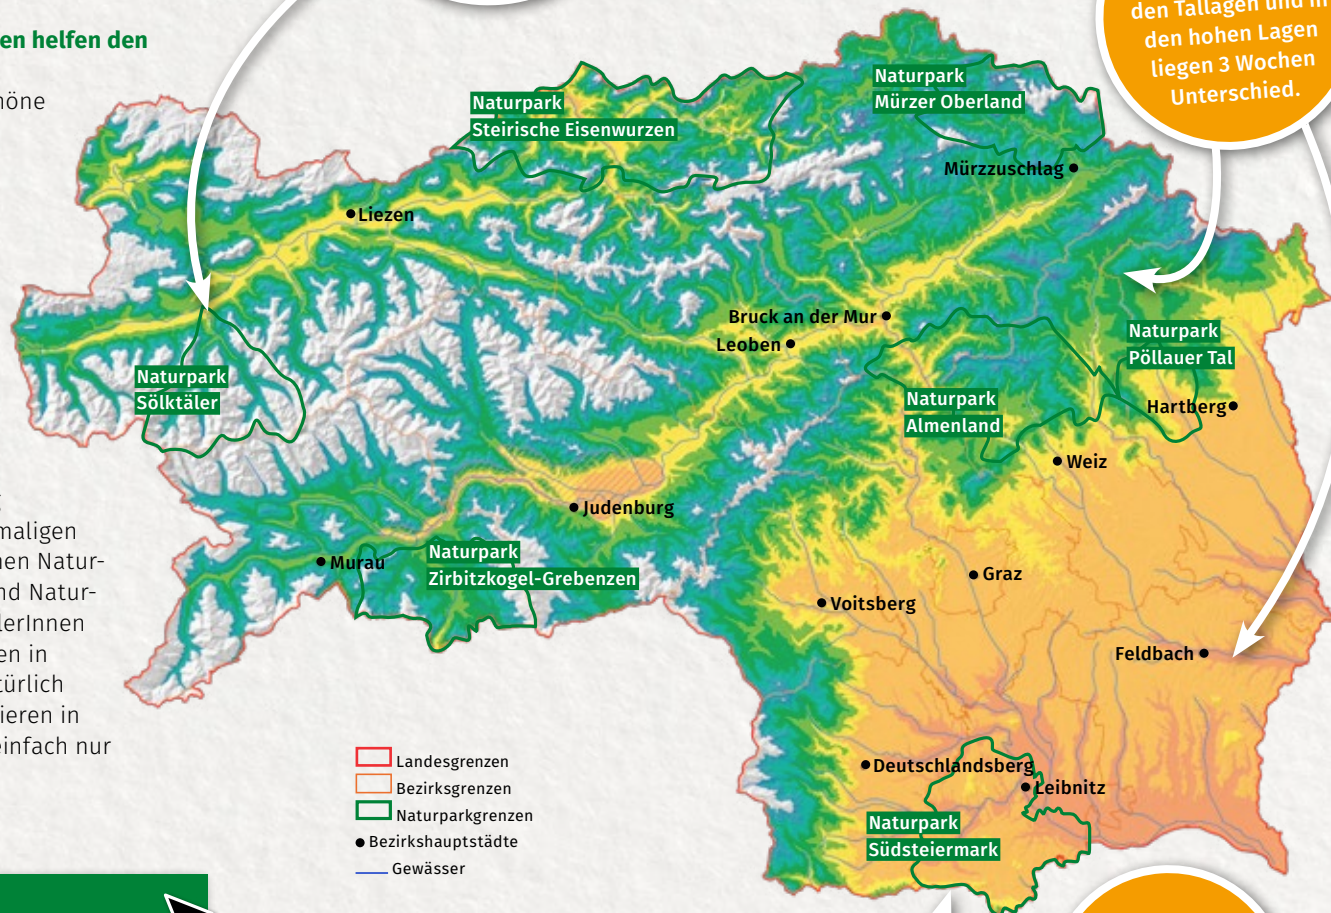 en helfen den
höne
maligen
hen Natur-
nd Natur-
lerInnen
en in
türlich
ieren in
einfach nur
den Tallagen und in
den hohen Lagen
liegen 3 Wochen
Unterschied.
Naturpark
Steirische Eisenwurzen
Naturpark
Mürzer Oberland
Mürzzuschlag
Liezen
Bruck an der Mur
Leoben
Naturpark
Pöllauer Tal
Naturpark
Sölktäler
Naturpark
Almenland
Hartberg
Weiz
Judenburg
Murau
Naturpark
Zirbitzkogel-Grebenzen
Graz
Voitsberg
Feldbach
Deutschlandsberg
Leibnitz
Naturpark
Südsteiermark
Landesgrenzen
Bezirksgrenzen
Naturparkgrenzen
Bezirkshauptstädte
Gewässer